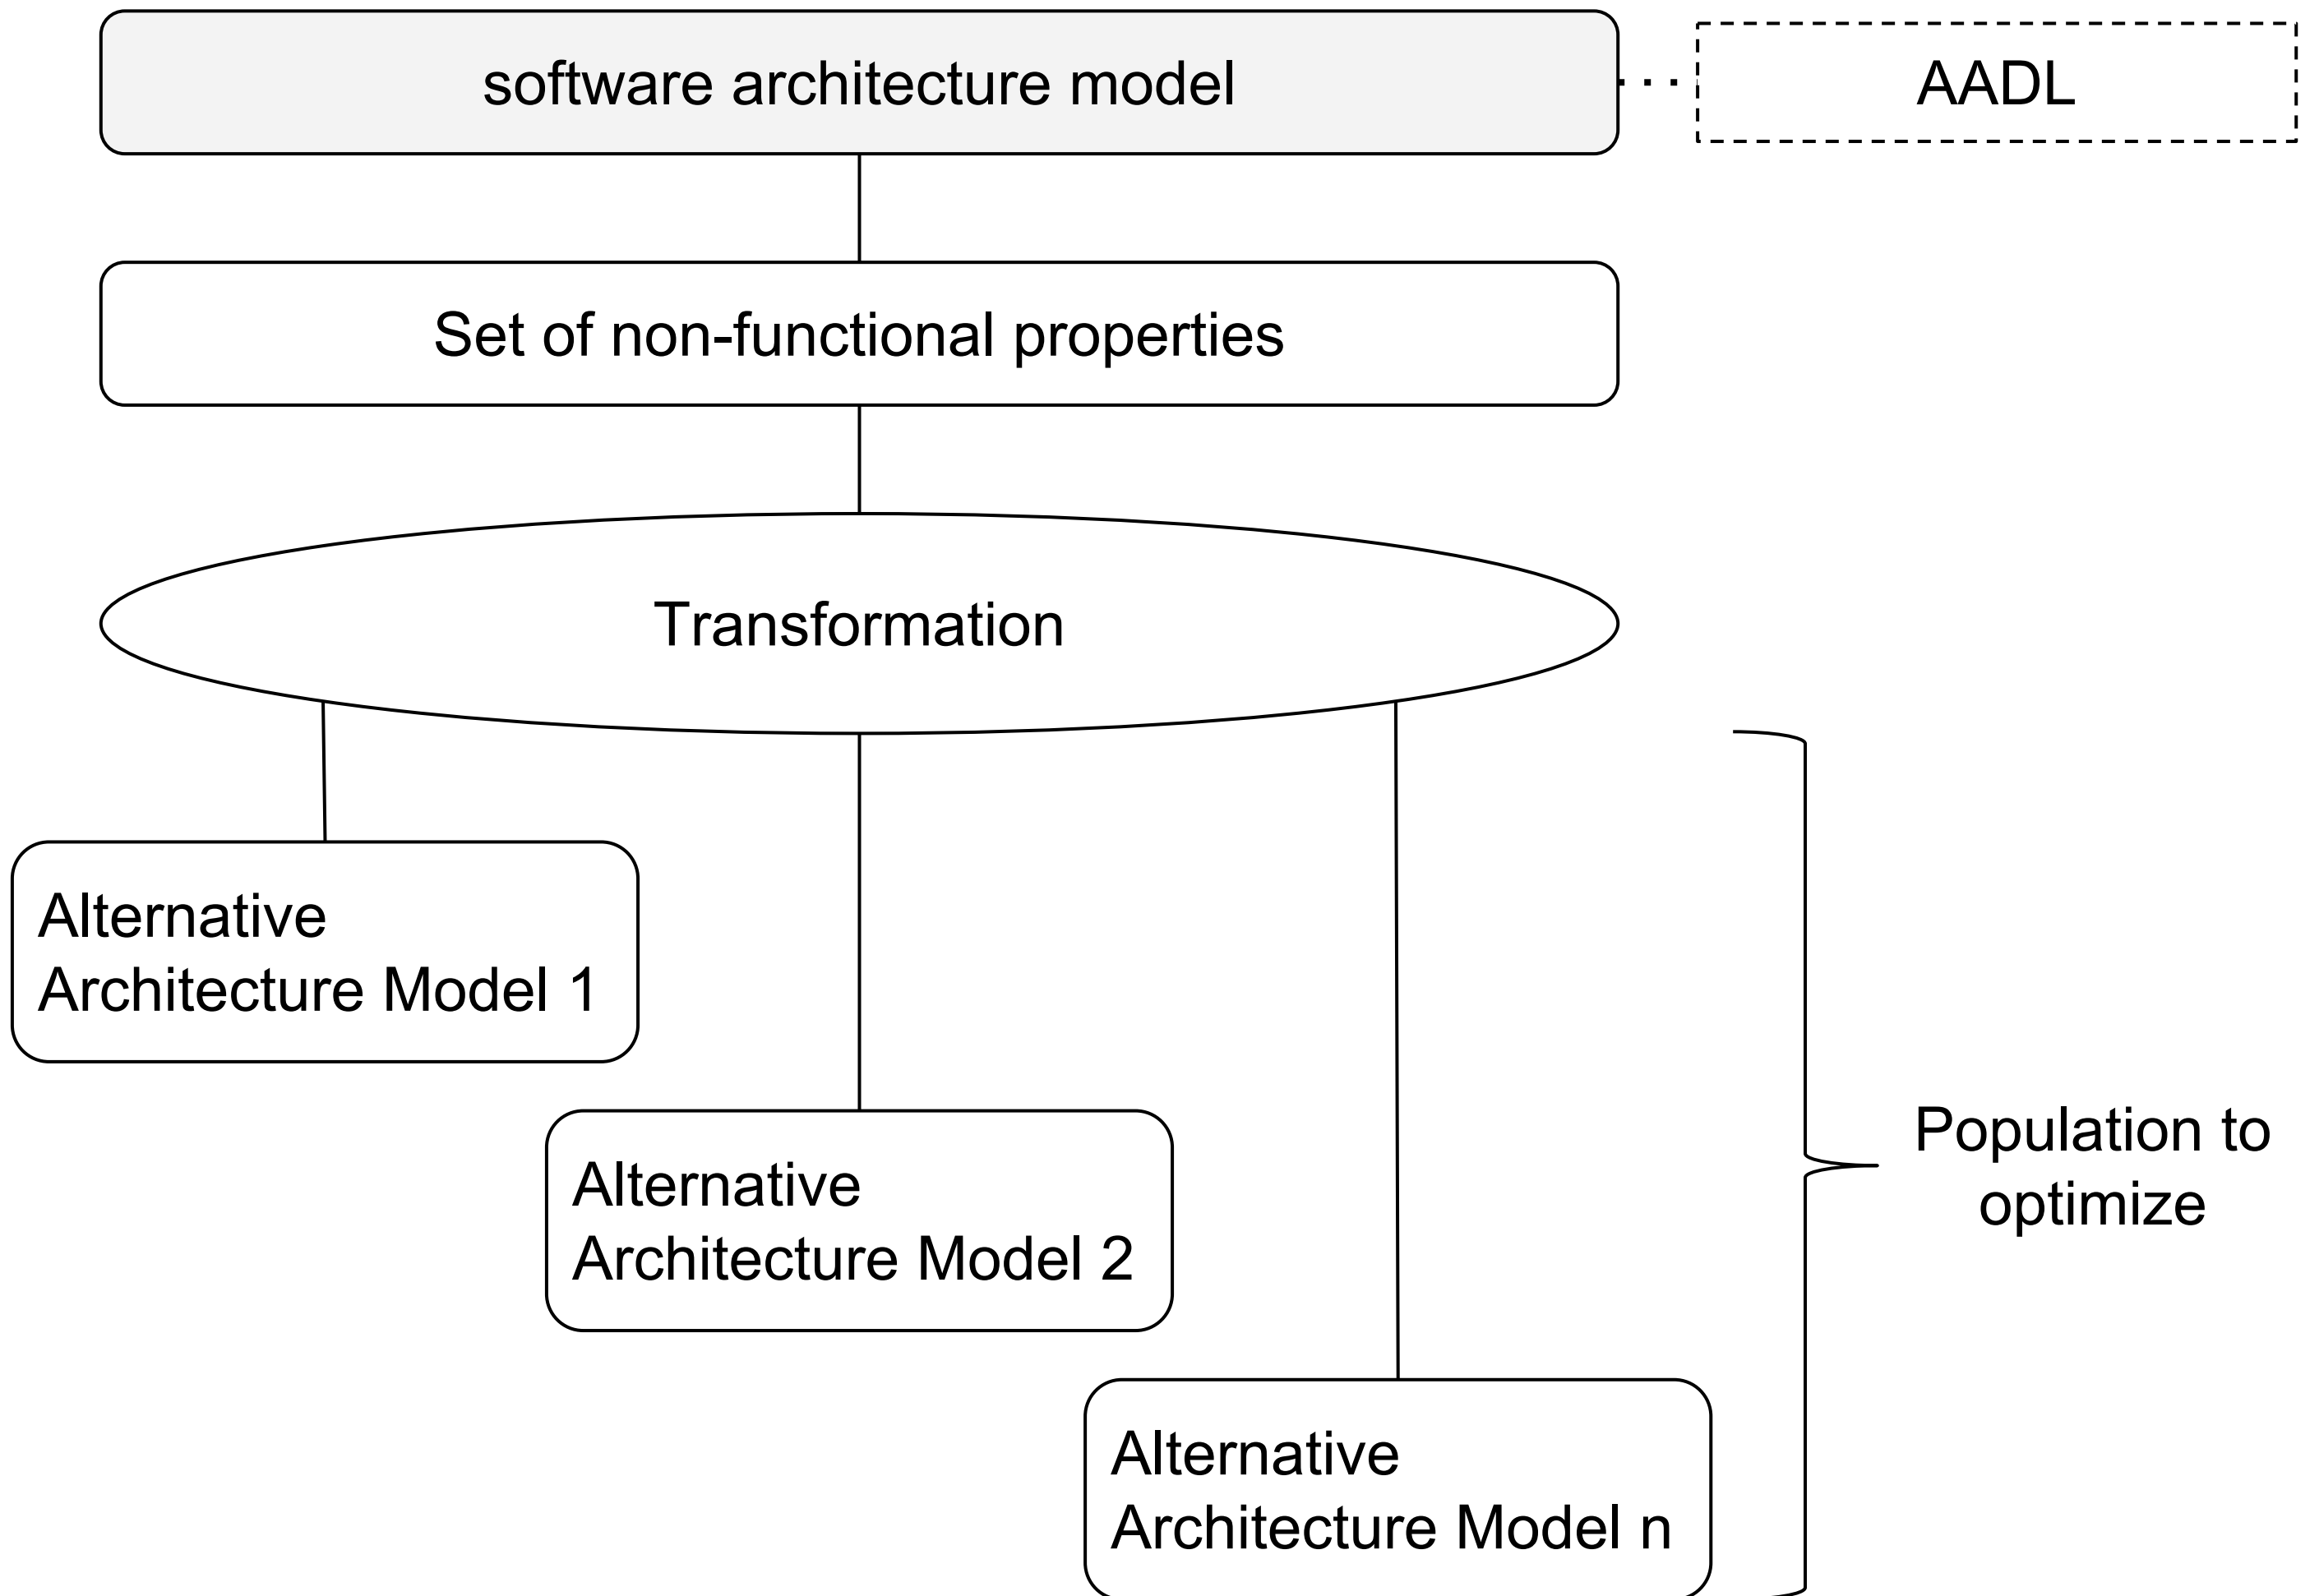 software architecture model
AADL
Set of non-functional properties
Transformation
Alternative
Architecture Model 1
Alternative
Architecture Model 2
Population to
optimize
Alternative
Architecture Model n